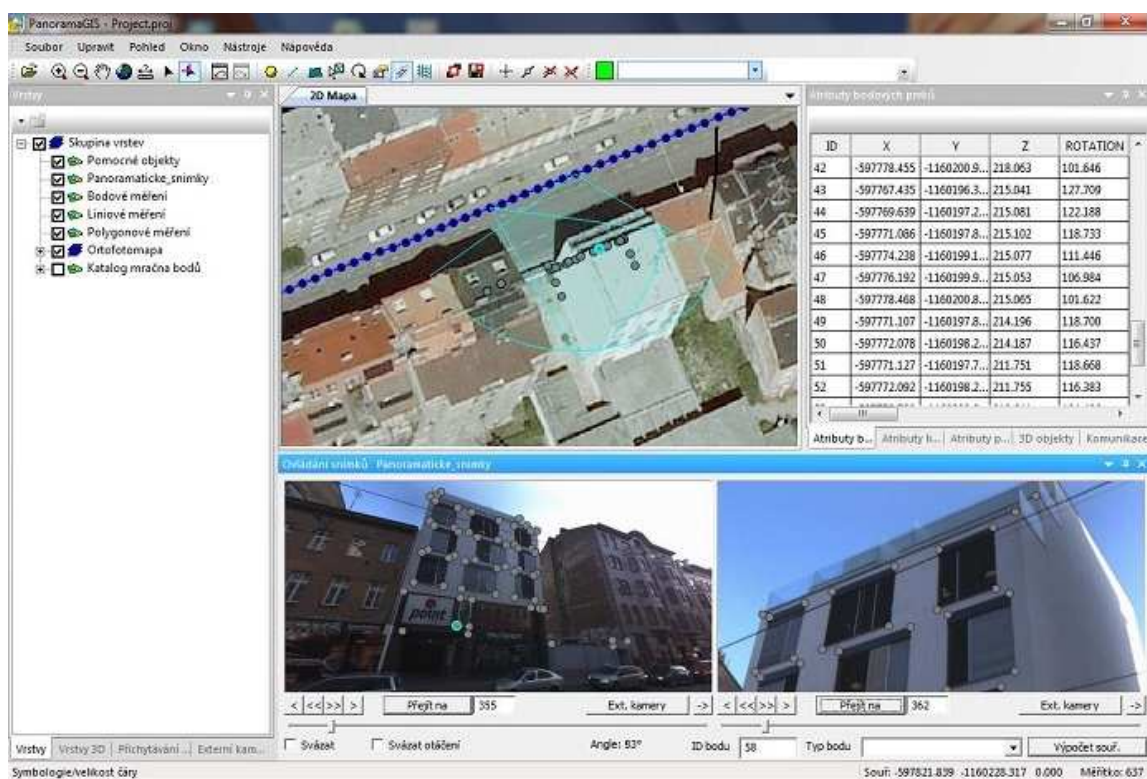 PanoramaGIS - Project.proj
Soubor Upravit Pohled Okno Nástroje Nápověda
Vrstvy
2D Mapa
Atributy bodových prvků
Skupina vrstev
Pomocné objekty
Panoramaticke_snimky
Bodové měření
Liniové měření
Polygonové měření
Ortofotomapa
Katalog mračna bodů
ID X Y Z ROTATION
42 -597778.455 -1160200.9... 218.063 101.646
43 -597767.435 -1160196.3... 215.041 127.709
44 -597769.639 -1160197.2... 215.081 122.188
45 -597771.086 -1160197.8... 215.102 118.733
46 -597774.238 -1160199.1... 215.077 111.446
47 -597776.192 -1160199.9... 215.053 106.984
48 -597778.468 -1160200.8... 215.065 101.622
49 -597771.107 -1160197.8... 214.196 118.700
50 -597772.078 -1160198.2... 214.187 116.437
51 -597771.127 -1160197.7... 211.751 118.668
52 -597772.092 -1160198.2... 211.755 116.383
Atributy b... Atributy li... Atributy p... 3D objekty Komunikace
Ovládání snímků Panoramaticke_snimky
point
< << >> > Přejít na 355 Ext. kamery -> < << >> > Přejít na 362 Ext. kamery ->
Svázat Svázat otáčení Angle: 93° ID bodu 58 Typ bodu Výpočet souř.
Vrstvy Vrstvy 3D Přichytávání ... Externí kam...
Symbologie/velikost čáry Souř: -597821.839 -1160228.317 0.000 Měřítko: 637